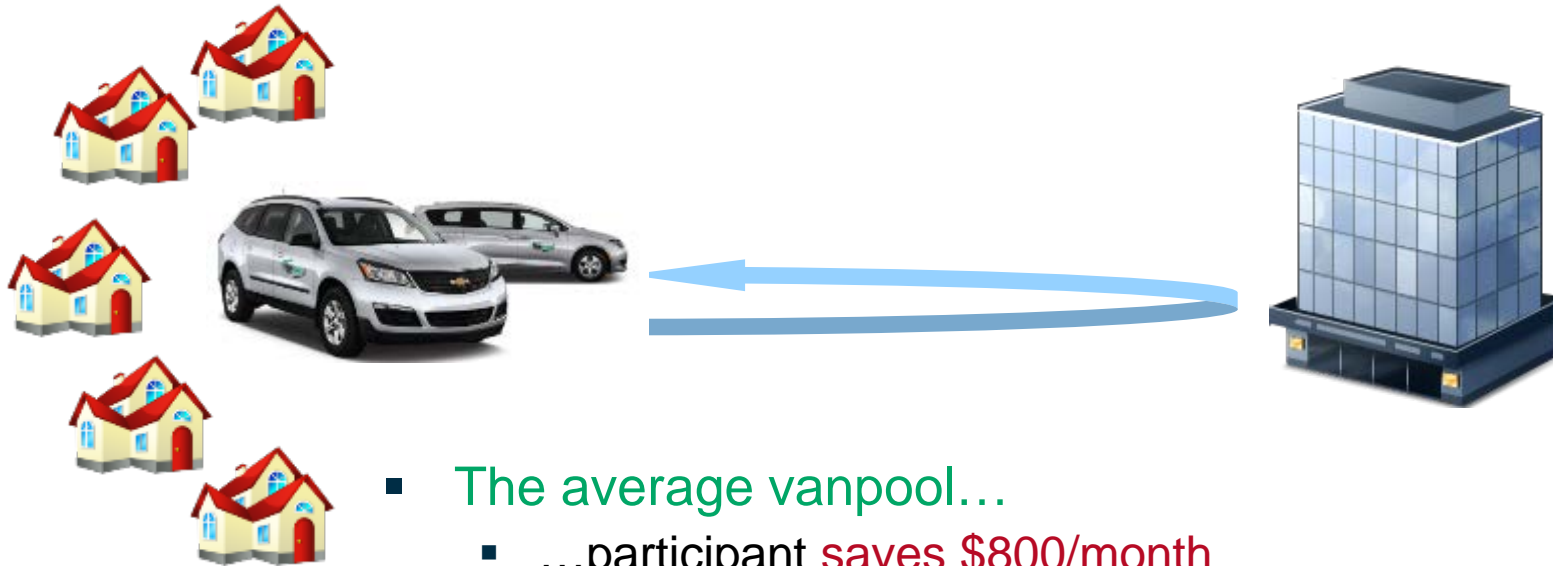 ▪ The average vanpool…
▪ …participant saves $800/month